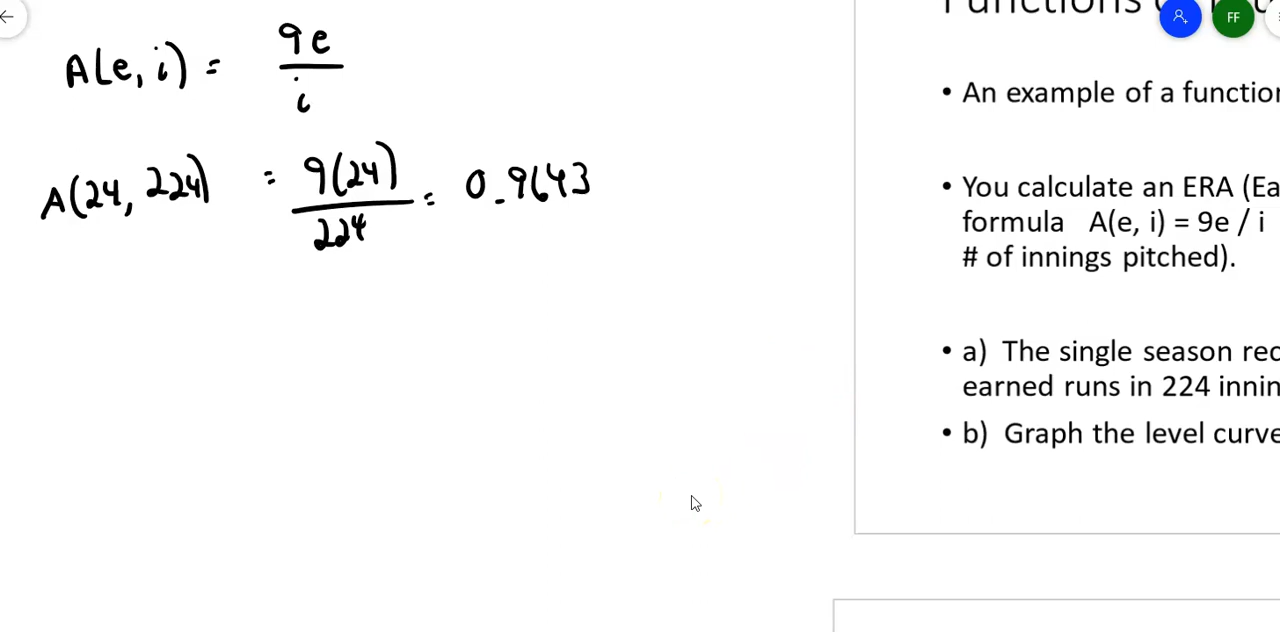 A(e, i) = 9e / i
A(24, 224) = 9(24) / 224 = 0.9643
FF
• An example of a function
• You calculate an ERA (Ea
formula A(e, i) = 9e / i
# of innings pitched).
• a) The single season rec
earned runs in 224 innin
• b) Graph the level curve